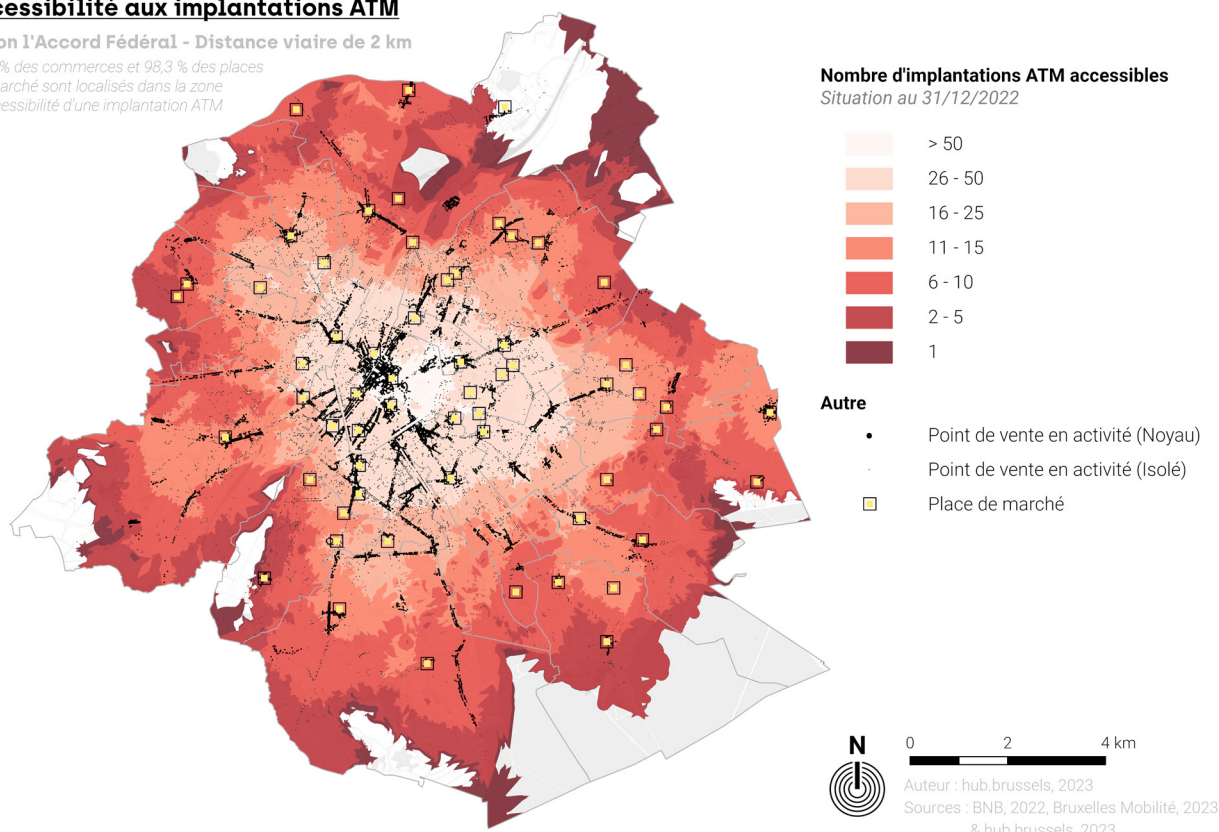 cessibilité aux implantations ATM
on l'Accord Fédéral - Distance viaire de 2 km
% des commerces et 98,3 % des places
arché sont localisés dans la zone
cessibilité d'une implantation ATM
Nombre d'implantations ATM accessibles
Situation au 31/12/2022
> 50
26 - 50
16 - 25
11 - 15
6 - 10
2 - 5
1
Autre
Point de vente en activité (Noyau)
Point de vente en activité (Isolé)
Place de marché
N
0 2 4 km
Auteur : hub.brussels, 2023
Sources : BNB, 2022, Bruxelles Mobilité, 2023
& hub.brussels, 2023